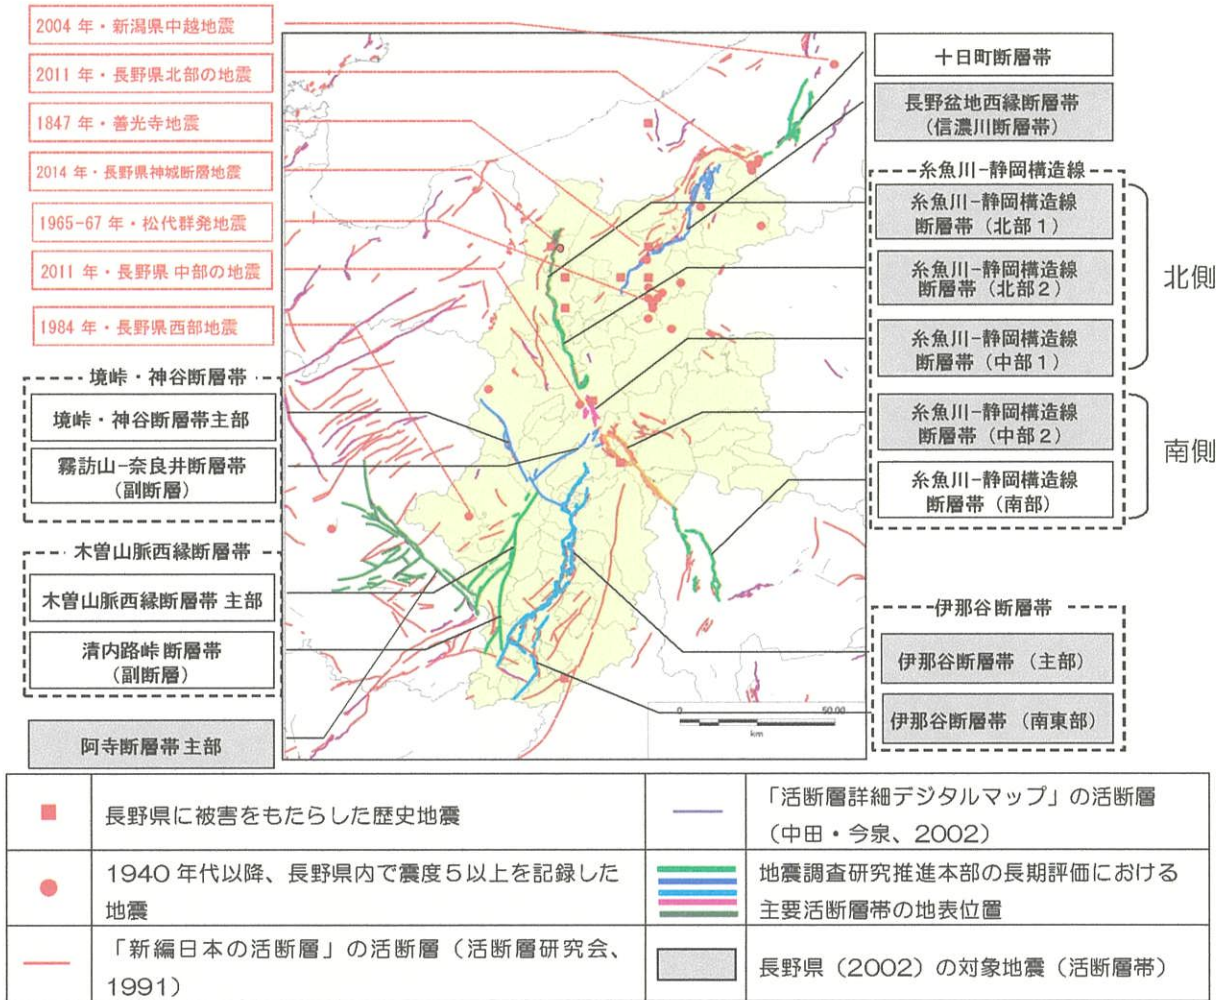 2004 年・新潟県中越地震
2011 年・長野県北部の地震
1847 年・善光寺地震
2014 年・長野県神城断層地震
1965-67 年・松代群発地震
2011 年・長野県 中部の地震
1984 年・長野県西部地震
境峠・神谷断層帯
境峠・神谷断層帯主部
霧訪山−奈良井断層帯
(副断層)
木曽山脈西縁断層帯
木曽山脈西縁断層帯 主部
清内路峠断層帯
(副断層)
阿寺断層帯主部
十日町断層帯
長野盆地西縁断層帯
(信濃川断層帯)
糸魚川−静岡構造線
糸魚川−静岡構造線
断層帯（北部１）
糸魚川−静岡構造線
断層帯（北部２）
糸魚川−静岡構造線
断層帯（中部１）
糸魚川−静岡構造線
断層帯（中部２）
糸魚川−静岡構造線
断層帯（南部）
北側
南側
伊那谷断層帯
伊那谷断層帯（主部）
伊那谷断層帯（南東部）
0 50.00
km
長野県に被害をもたらした歴史地震
1940 年代以降、長野県内で震度５以上を記録した
地震
「新編日本の活断層」の活断層（活断層研究会、
1991）
「活断層詳細デジタルマップ」の活断層
（中田・今泉、2002）
地震調査研究推進本部の長期評価における
主要活断層帯の地表位置
長野県（2002）の対象地震（活断層帯）